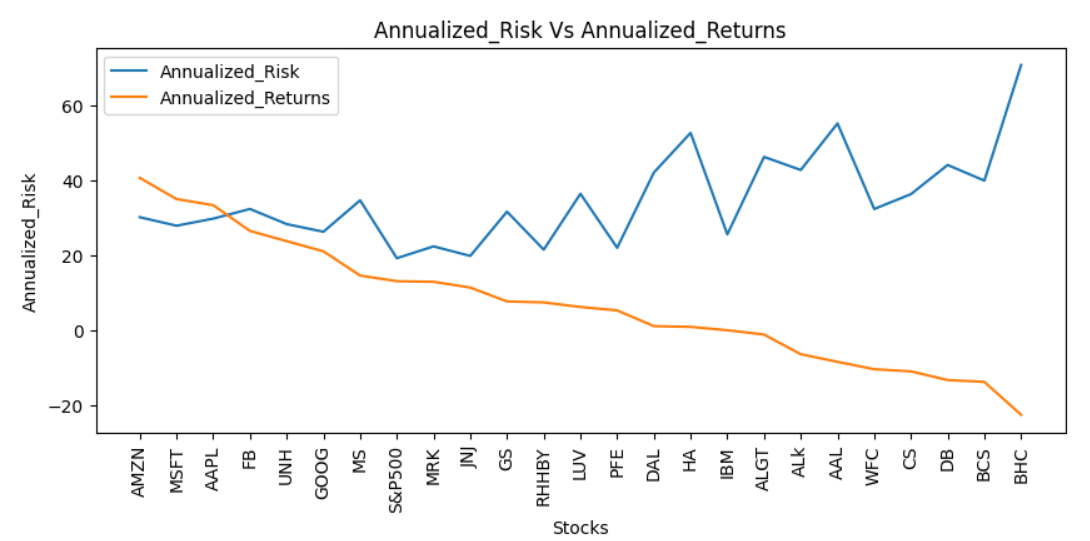 Annualized_Risk Vs Annualized_Returns
Annualized_Risk
Annualized_Returns
Annualized_Risk
60
40
20
0
−20
AMZN
MSFT
AAPL
FB
UNH
GOOG
MS
S&P500
MRK
JNJ
GS
RHHBY
LUV
PFE
DAL
HA
IBM
ALGT
ALk
AAL
WFC
CS
DB
BCS
BHC
Stocks